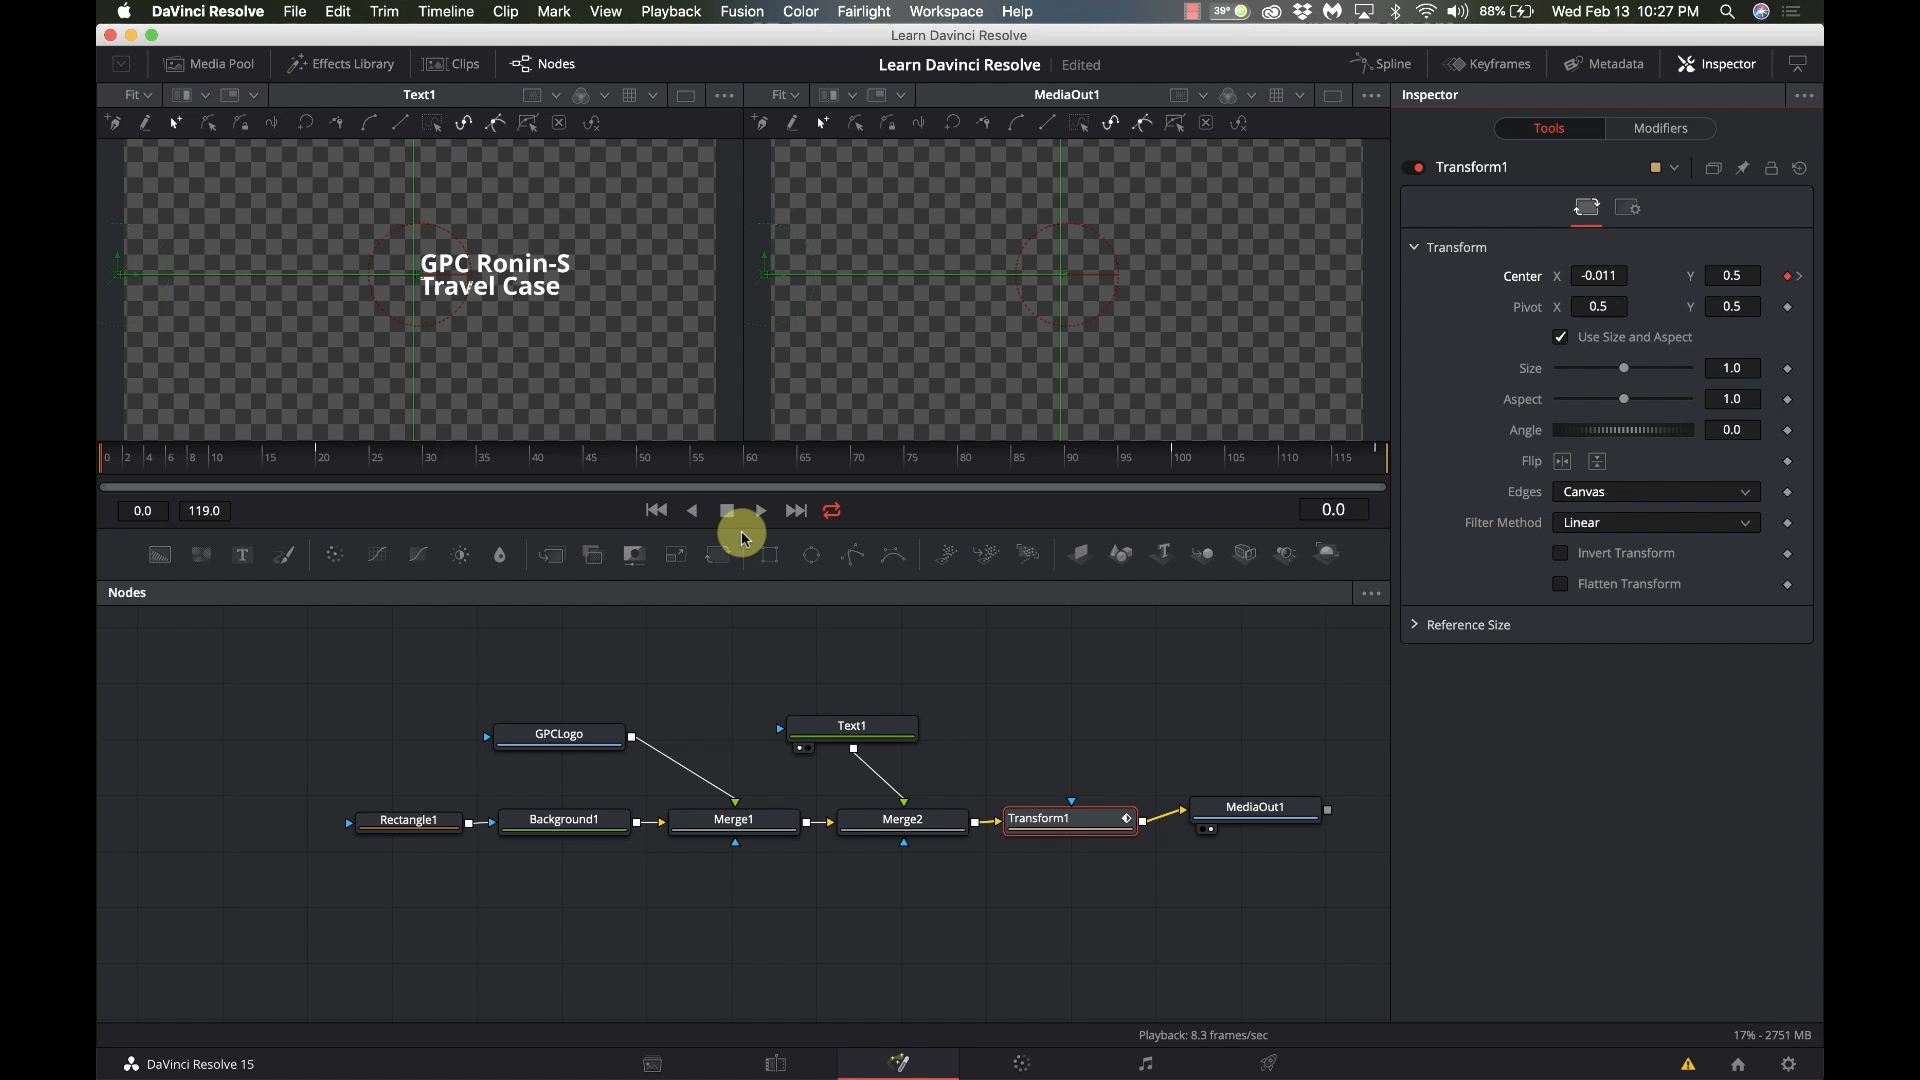 DaVinci Resolve File Edit Trim Timeline Clip Mark View Playback Fusion Color Fairlight Workspace Help 39° 88% Wed Feb 13 10:27 PM
Learn Davinci Resolve
Media Pool Effects Library Clips Nodes Learn Davinci Resolve Edited Spline Keyframes Metadata Inspector
Fit Text1 Fit MediaOut1 Inspector
Tools Modifiers
Transform1
Transform
GPC Ronin-S
Travel Case
Center X -0.011 Y 0.5
Pivot X 0.5 Y 0.5
Use Size and Aspect
Size 1.0
Aspect 1.0
Angle 0.0
Flip
Edges Canvas
Filter Method Linear
Invert Transform
Flatten Transform
Reference Size
0 2 4 6 8 10 15 20 25 30 35 40 45 50 55 60 65 70 75 80 85 90 95 100 105 110 115
0.0 119.0 0.0
Nodes
GPCLogo Text1
Rectangle1 Background1 Merge1 Merge2 Transform1 MediaOut1
Playback: 8.3 frames/sec 17% - 2751 MB
DaVinci Resolve 15